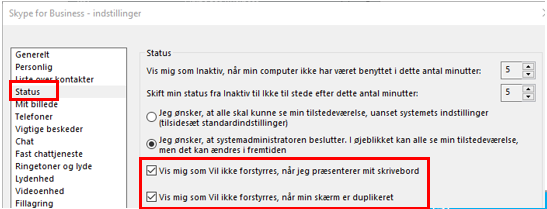 Skype for Business - indstillinger
Generelt
Personlig
Liste over kontakter
Status
Mit billede
Telefoner
Vigtige beskeder
Chat
Fast chattjeneste
Ringetoner og lyde
Lydenhed
Videoenhed
Fillagring
Status
Vis mig som Inaktiv, når min computer ikke har været benyttet i dette antal minutter: 5
Skift min status fra Inaktiv til Ikke til stede efter dette antal minutter: 5
Jeg ønsker, at alle skal kunne se min tilstedeværelse, uanset systemets indstillinger
(tilsidesæt standardindstillinger)
Jeg ønsker, at systemadministratoren beslutter. I øjeblikket kan alle se min tilstedeværelse,
men det kan ændres i fremtiden
Vis mig som Vil ikke forstyrres, når jeg præsenterer mit skrivebord
Vis mig som Vil ikke forstyrres, når min skærm er duplikeret